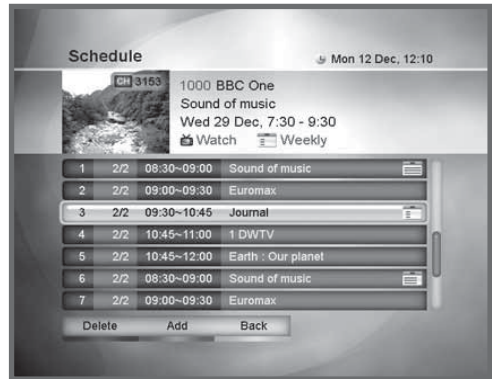 Schedule
Mon 12 Dec, 12:10
CH 3153
1000 BBC One
Sound of music
Wed 29 Dec, 7:30 - 9:30
Watch Weekly
1 2/2 08:30~09:00 Sound of music
2 2/2 09:00~09:30 Euromax
3 2/2 09:30~10:45 Journal
4 2/2 10:45~11:00 1 DWTV
5 2/2 10:45~12:00 Earth : Our planet
6 2/2 08:30~09:00 Sound of music
7 2/2 09:00~09:30 Euromax
Delete Add Back